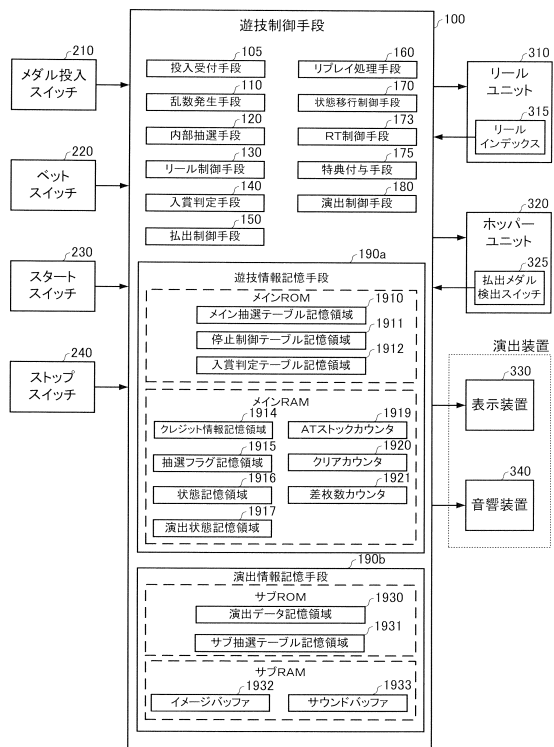 遊技制御手段
100
210
メダル投入
スイッチ
220
ベット
スイッチ
230
スタート
スイッチ
240
ストップ
スイッチ
105
投入受付手段
110
乱数発生手段
120
内部抽選手段
130
リール制御手段
140
入賞判定手段
150
払出制御手段
160
リプレイ処理手段
170
状態移行制御手段
173
RT制御手段
175
特典付与手段
180
演出制御手段
190a
遊技情報記憶手段
メインROM
1910
メイン抽選テーブル記憶領域
1911
停止制御テーブル記憶領域
1912
入賞判定テーブル記憶領域
メインRAM
1914
クレジット情報記憶領域
1915
抽選フラグ記憶領域
1916
状態記憶領域
1917
演出状態記憶領域
1919
ATストックカウンタ
1920
クリアカウンタ
1921
差枚数カウンタ
190b
演出情報記憶手段
サブROM
1930
演出データ記憶領域
1931
サブ抽選テーブル記憶領域
サブRAM
1932
イメージバッファ
1933
サウンドバッファ
310
リール
ユニット
315
リール
インデックス
320
ホッパー
ユニット
325
払出メダル
検出スイッチ
演出装置
330
表示装置
340
音響装置